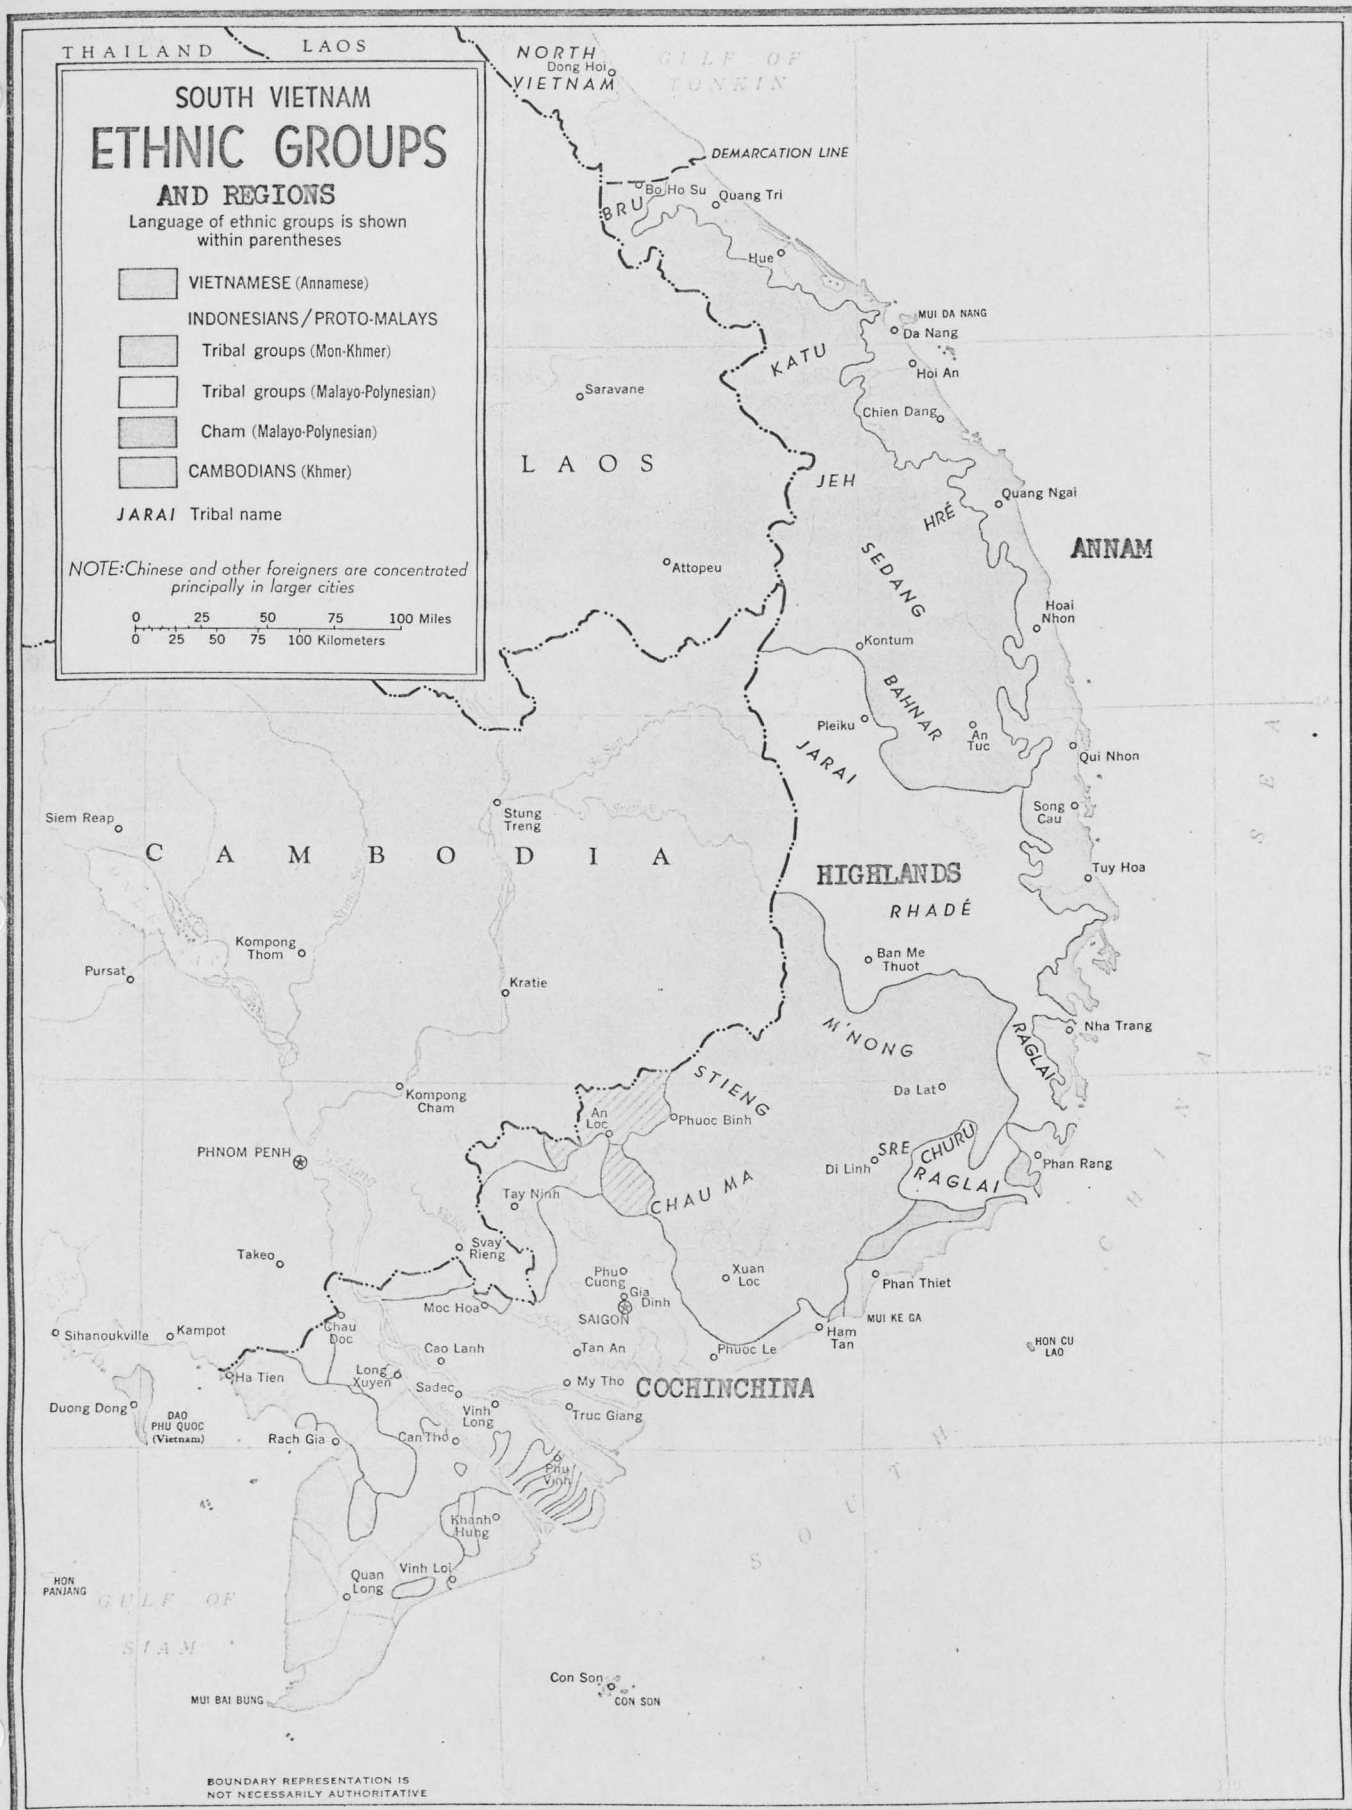 THAILAND
LAOS
NORTH
VIETNAM
Dong Hoi
GULF OF
TONKIN
SOUTH VIETNAM
ETHNIC GROUPS
AND REGIONS
Language of ethnic groups is shown
within parentheses
VIETNAMESE (Annamese)
INDONESIANS/PROTO-MALAYS
Tribal groups (Mon-Khmer)
Tribal groups (Malayo-Polynesian)
Cham (Malayo-Polynesian)
CAMBODIANS (Khmer)
JARAI Tribal name
NOTE: Chinese and other foreigners are concentrated
principally in larger cities
0 25 50 75 100 Miles
0 25 50 75 100 Kilometers
DEMARCATION LINE
Bo Ho Su
Quang Tri
BRU
Hue
MUI DA NANG
Da Nang
KATU
Hoi An
Saravane
Chien Dang
LAOS
JEH
Quang Ngai
HRÉ
ANNAM
SEDANG
Attopeu
Hoai
Nhon
Kontum
BAHNAR
Pleiku
An
Tuc
JARAI
Qui Nhon
SEA
Siem Reap
Stung
Treng
Song
Cau
CAMBODIA
HIGHLANDS
Tuy Hoa
RHADÉ
Kompong
Thom
Ban Me
Thuot
Pursat
Kratie
M'NONG
RAGLAI
Nha Trang
12
STIENG
Da Lat
Kompong
Cham
An
Loc
Phuoc Binh
CHINA
PHNOM PENH
SRE
CHURU
Di Linh
Phan Rang
RAGLAI
Tay Ninh
CHAU MA
Svay
Rieng
Takeo
Phu
Cuong
Xuan
Loc
Phan Thiet
Gia
Dinh
Moc Hoa
SAIGON
MUI KE GA
Chau
Doc
Sihanoukville
Kampot
Ham
Tan
HON CU
LAO
Cao Lanh
Tan An
Phuoc Le
Ha Tien
Long
Xuyen
Sadec
My Tho
COCHINCHINA
Duong Dong
DAO
PHU QUOC
(Vietnam)
Vinh
Long
Truc Giang
Rach Gia
Can Tho
SOUTH
10
Phu
Vinh
Khanh
Hung
Vinh Loi
Quan
Long
HON
PANJANG
GULF OF
SIAM
Con Son
CON SON
MUI BAI BUNG
BOUNDARY REPRESENTATION IS
NOT NECESSARILY AUTHORITATIVE